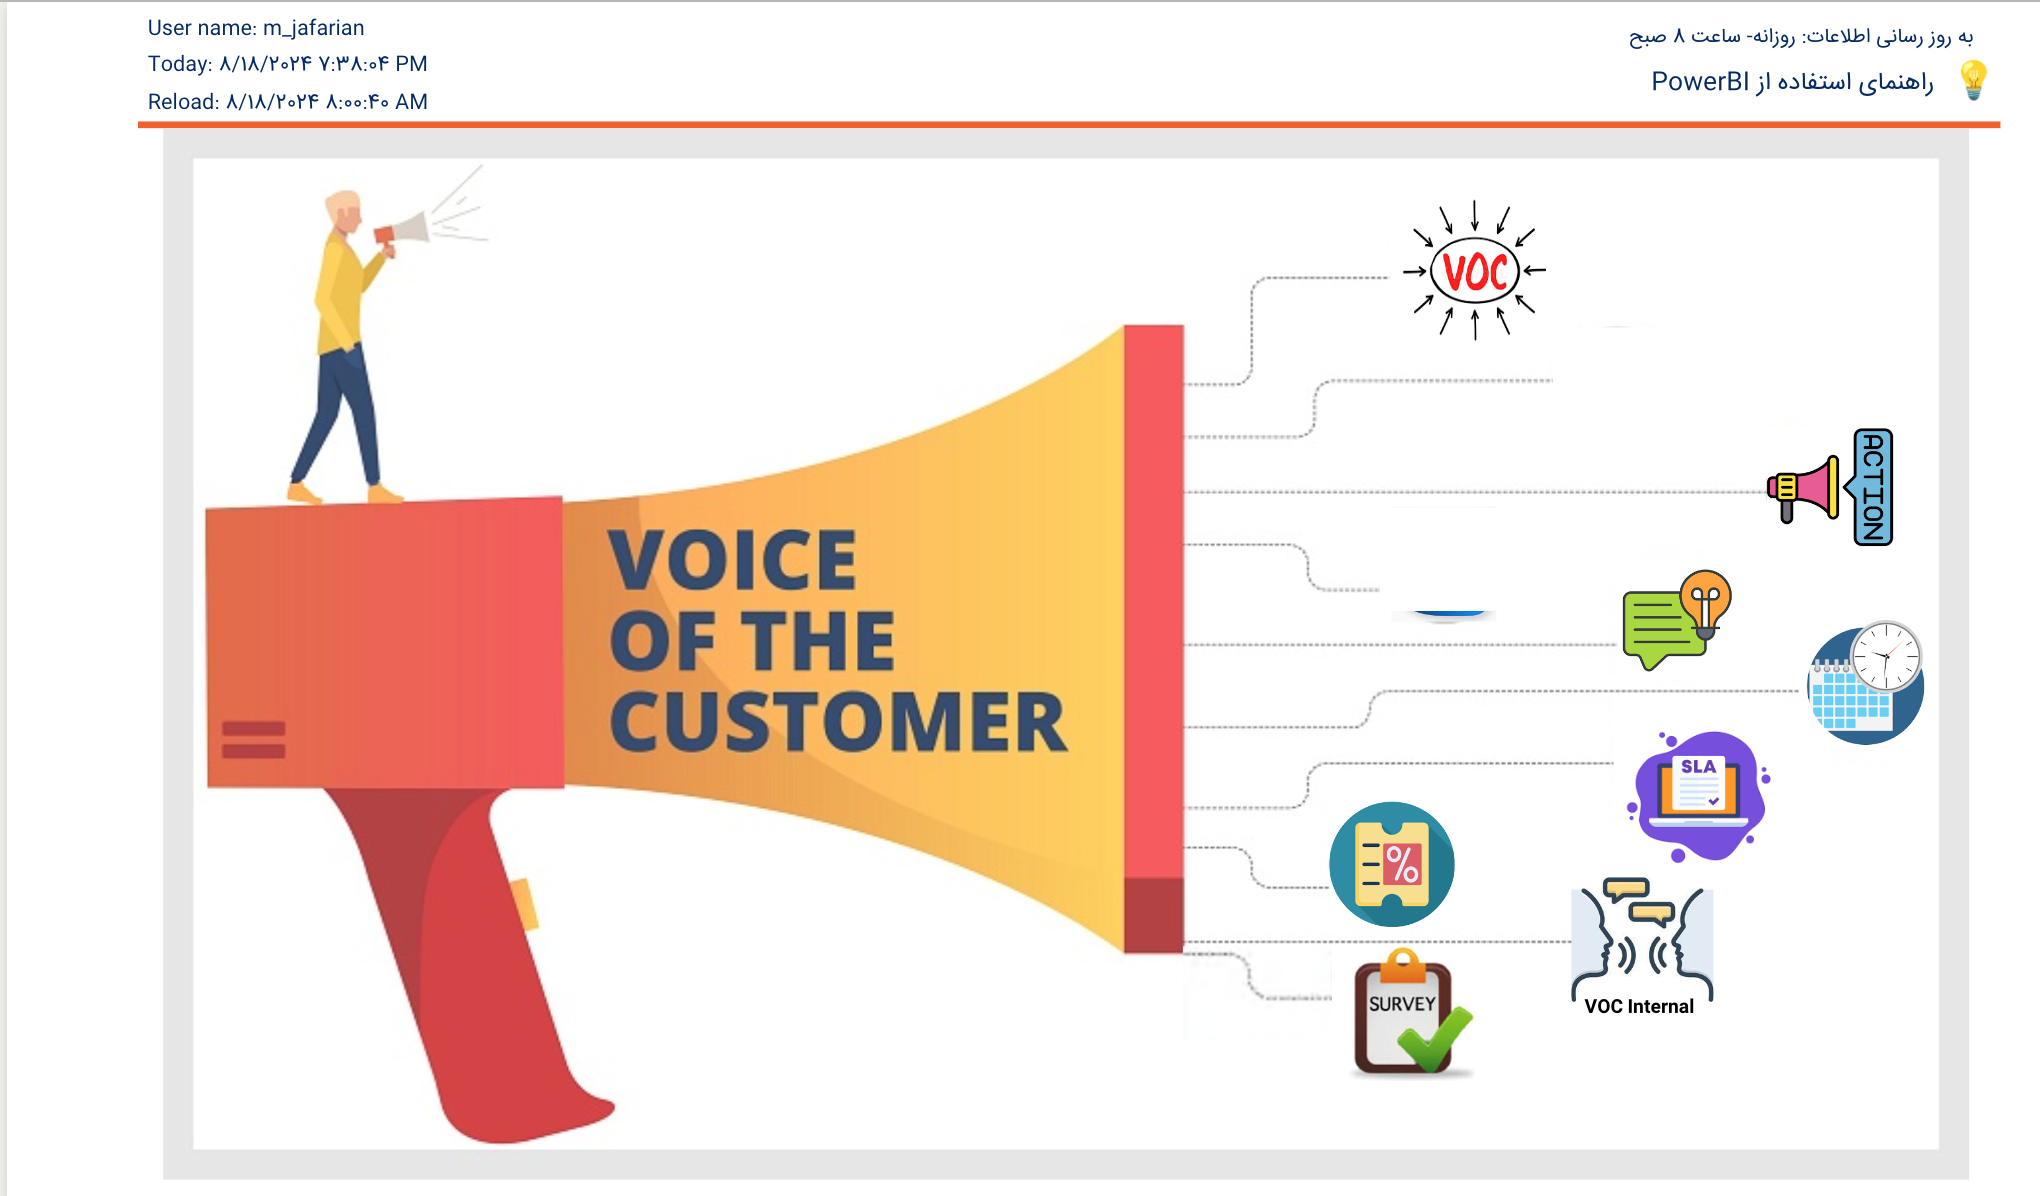 User name: m_jafarian
Today: ۸/۱۸/۲۰۲۴ ۷:۳۸:۰۴ PM
Reload: ۸/۱۸/۲۰۲۴ ۸:۰۰:۴۰ AM
به روز رسانی اطلاعات: روزانه- ساعت ۸ صبح
راهنمای استفاده از PowerBI
VOC
ACTION
VOICE
OF THE
CUSTOMER
SLA
%
VOC Internal
SURVEY